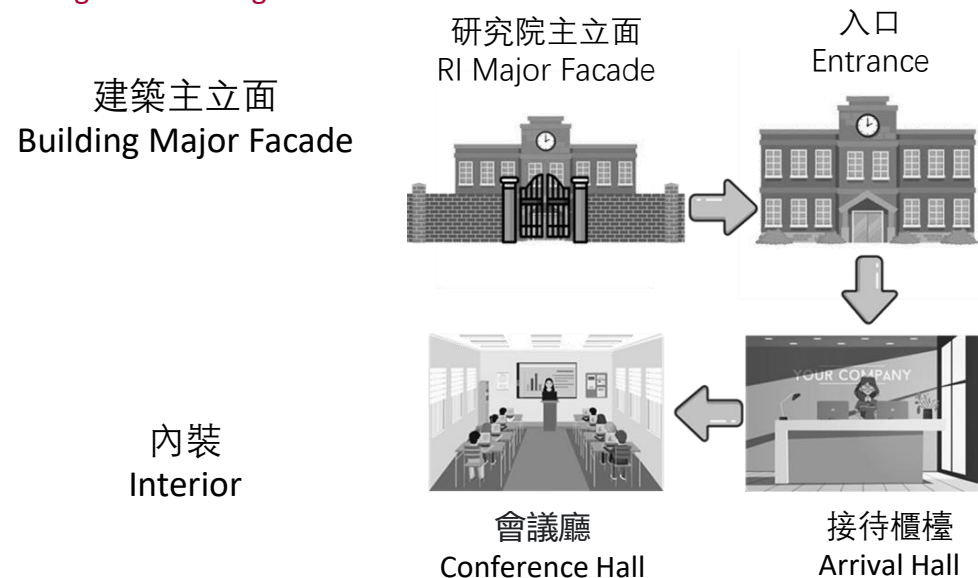 研究院主立面
RI Major Facade
入口
Entrance
建築主立面
Building Major Facade
YOUR COMPANY
內裝
Interior
會議廳
Conference Hall
接待櫃檯
Arrival Hall